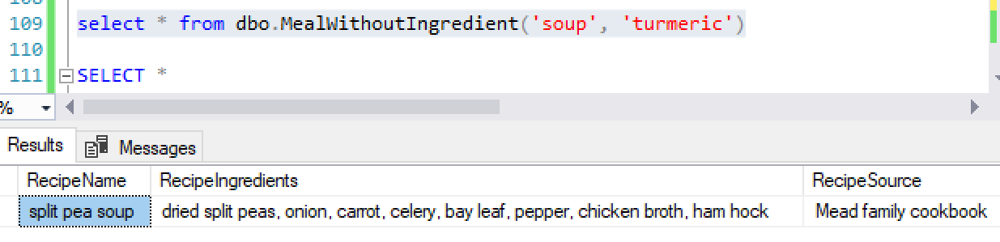 108
109 select * from dbo.MealWithoutIngredient('soup', 'turmeric')
110
111 SELECT *
%
Results Messages
RecipeName RecipeIngredients RecipeSource
split pea soup dried split peas, onion, carrot, celery, bay leaf, pepper, chicken broth, ham hock Mead family cookbook